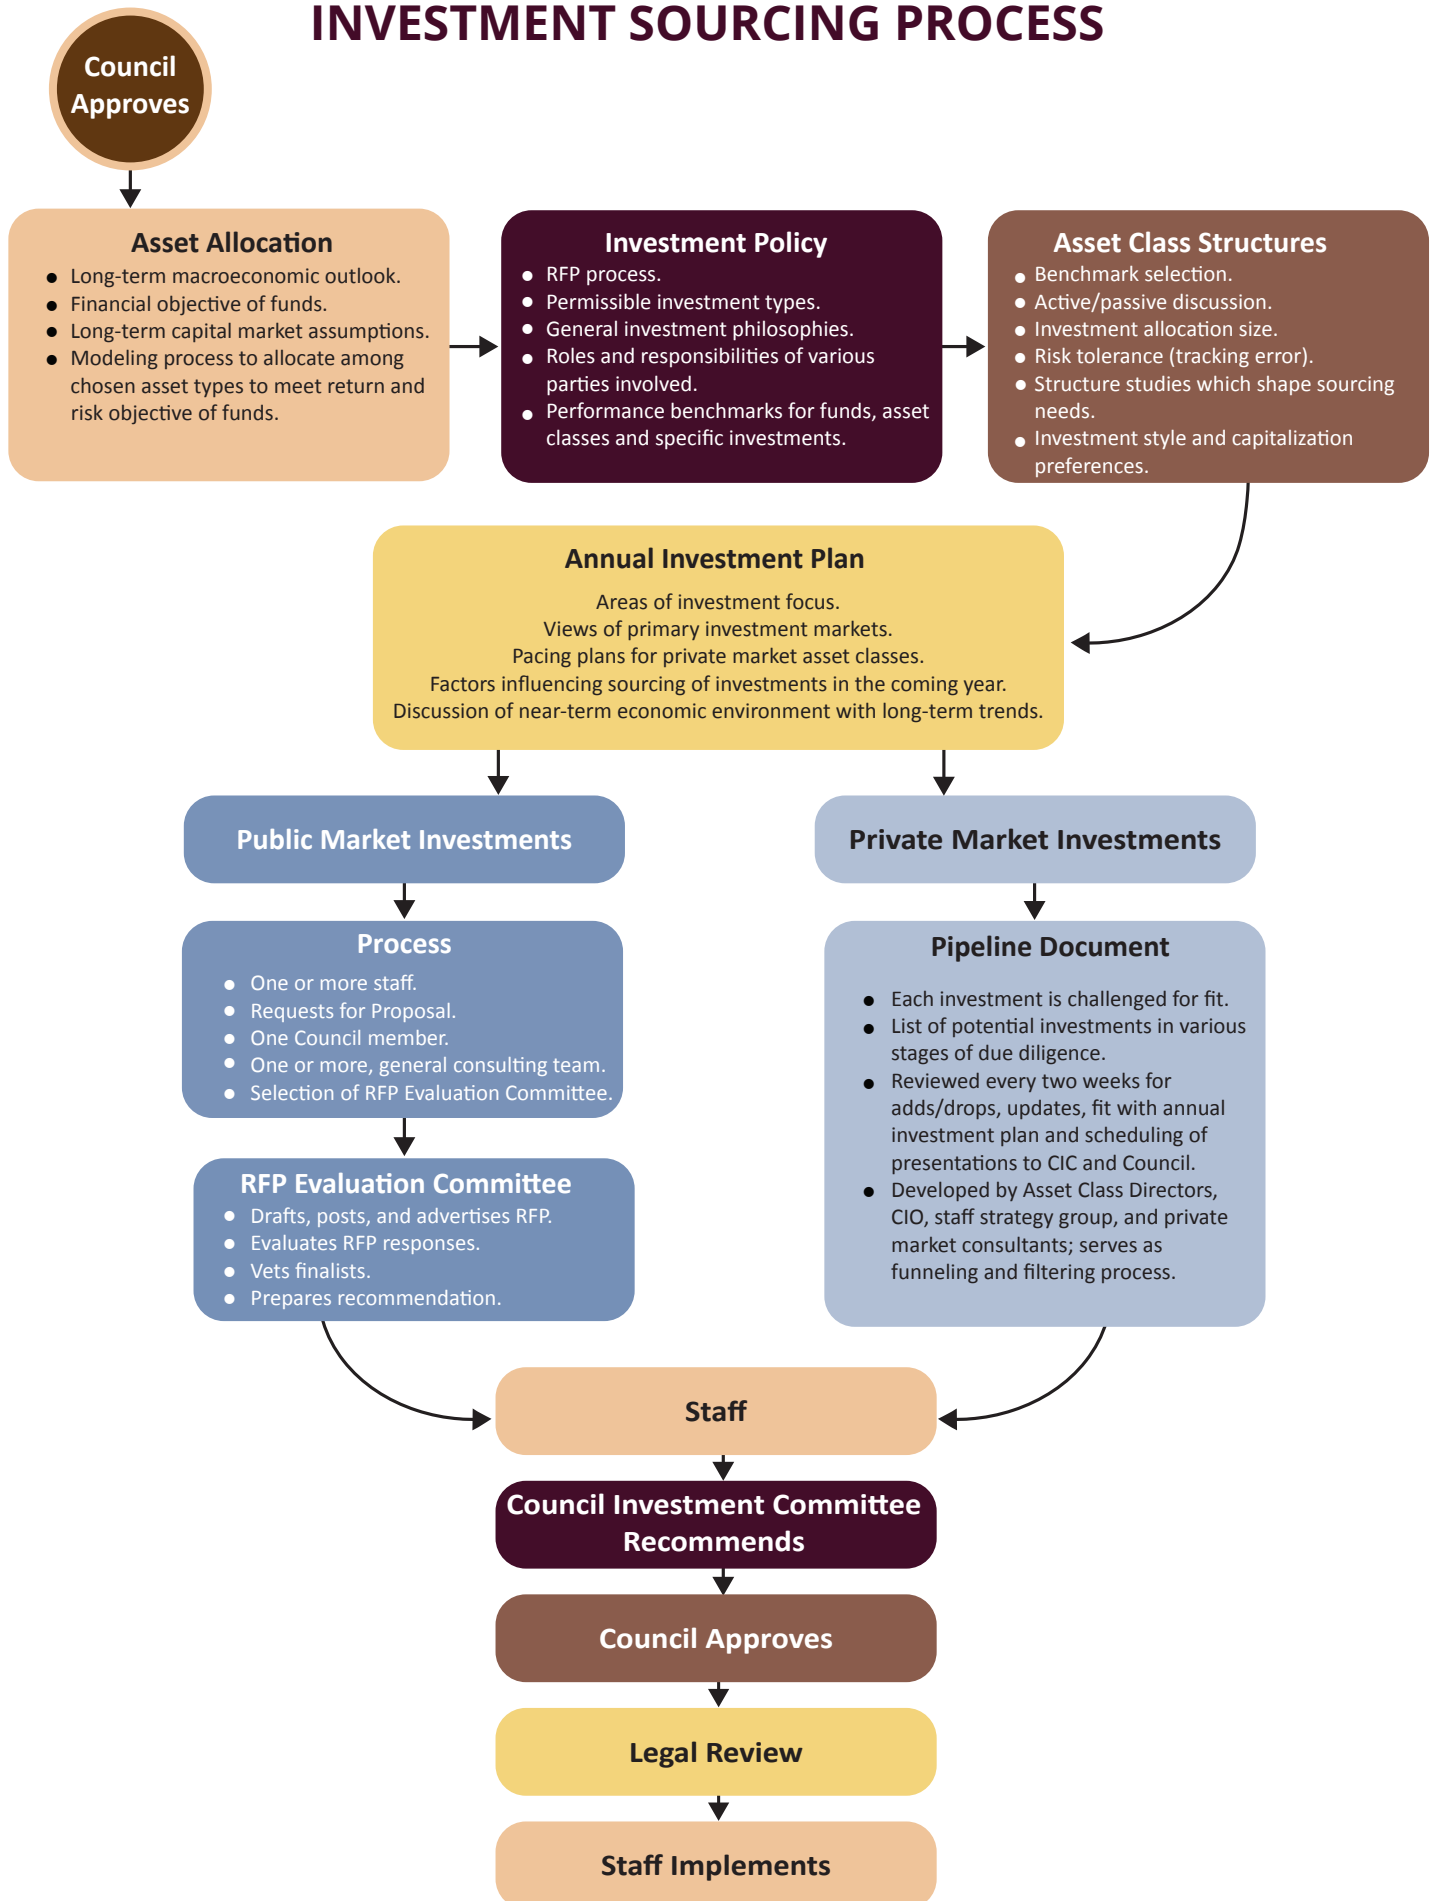 INVESTMENT SOURCING PROCESS
Council
Approves
Asset Allocation
● Long-term macroeconomic outlook.
● Financial objective of funds.
● Long-term capital market assumptions.
● Modeling process to allocate among
chosen asset types to meet return and
risk objective of funds.
Investment Policy
● RFP process.
● Permissible investment types.
● General investment philosophies.
● Roles and responsibilities of various
parties involved.
● Performance benchmarks for funds, asset
classes and specific investments.
Asset Class Structures
● Benchmark selection.
● Active/passive discussion.
● Investment allocation size.
● Risk tolerance (tracking error).
● Structure studies which shape sourcing
needs.
● Investment style and capitalization
preferences.
Annual Investment Plan
Areas of investment focus.
Views of primary investment markets.
Pacing plans for private market asset classes.
Factors influencing sourcing of investments in the coming year.
Discussion of near-term economic environment with long-term trends.
Public Market Investments
Process
● One or more staff.
● Requests for Proposal.
● One Council member.
● One or more, general consulting team.
● Selection of RFP Evaluation Committee.
RFP Evaluation Committee
● Drafts, posts, and advertises RFP.
● Evaluates RFP responses.
● Vets finalists.
● Prepares recommendation.
Private Market Investments
Pipeline Document
● Each investment is challenged for fit.
● List of potential investments in various
stages of due diligence.
● Reviewed every two weeks for
adds/drops, updates, fit with annual
investment plan and scheduling of
presentations to CIC and Council.
● Developed by Asset Class Directors,
CIO, staff strategy group, and private
market consultants; serves as
funneling and filtering process.
Staff
Council Investment Committee
Recommends
Council Approves
Legal Review
Staff Implements